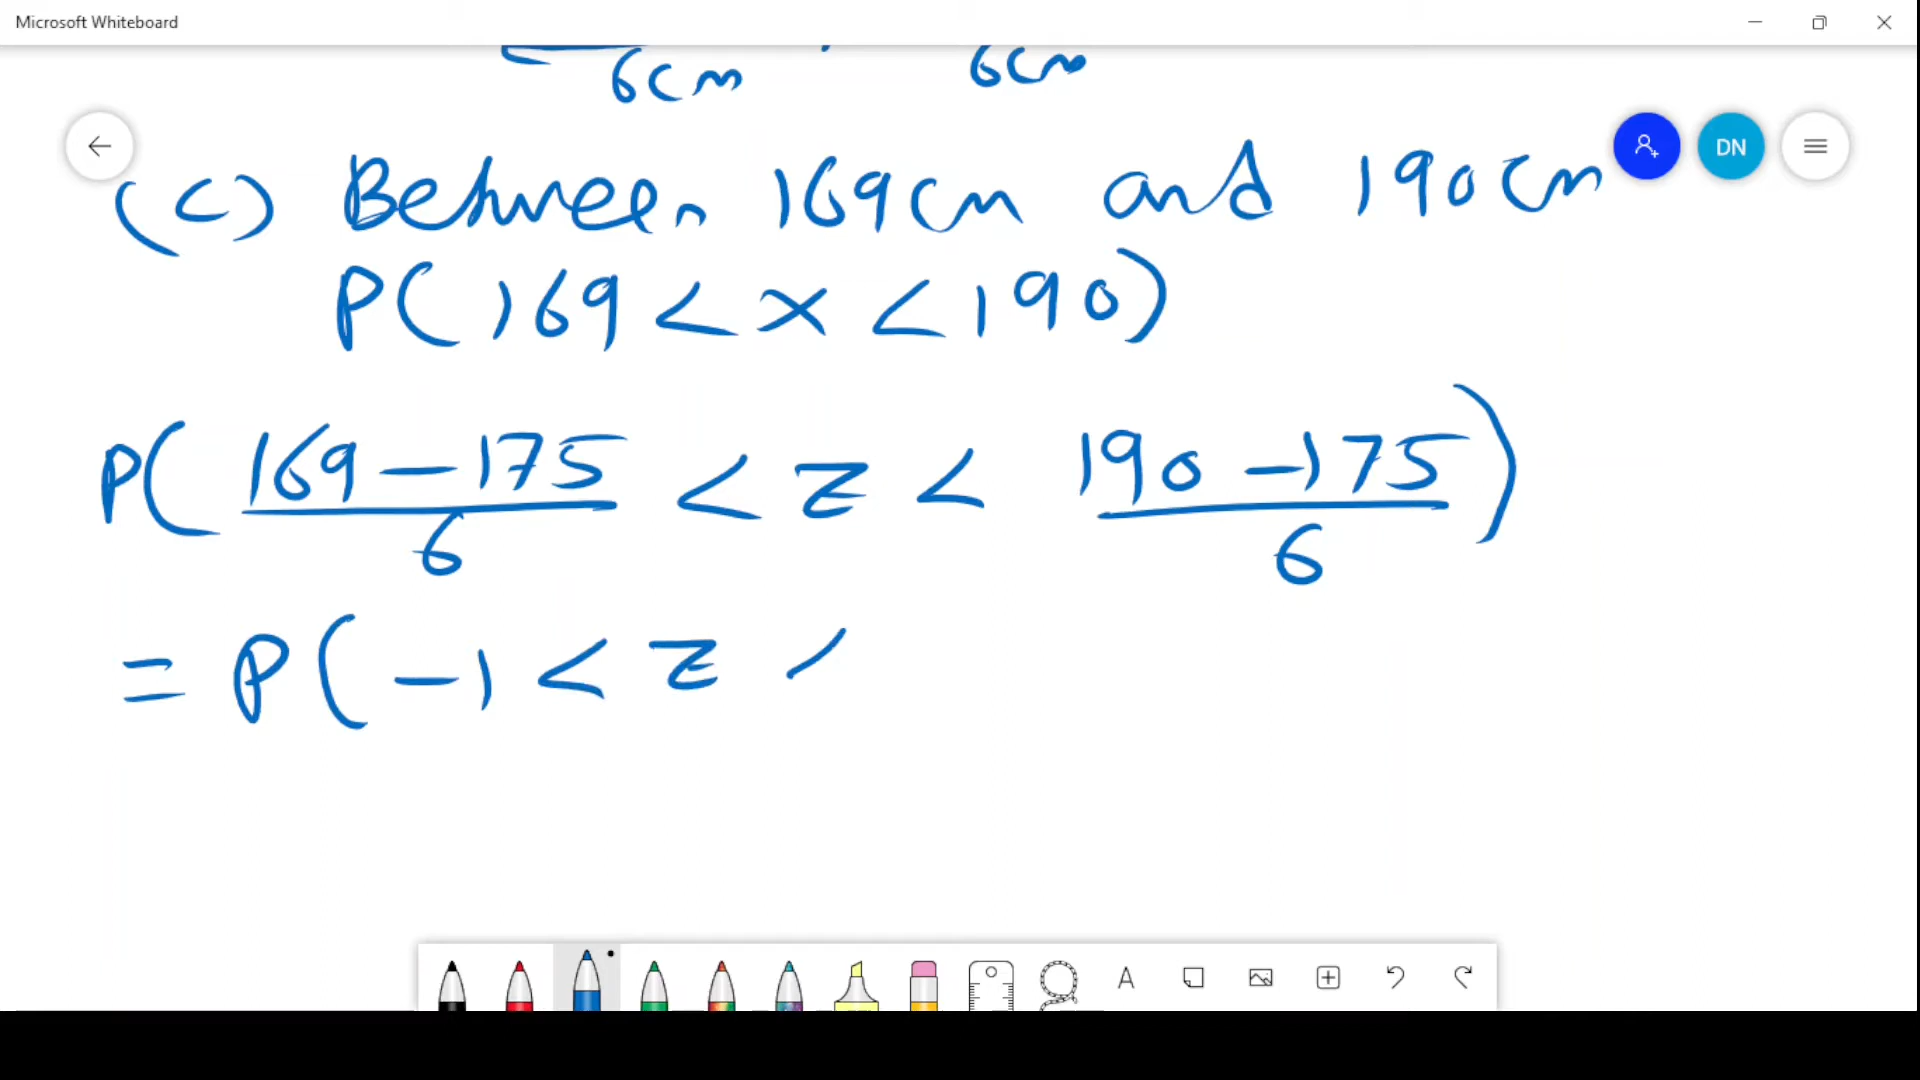 Microsoft Whiteboard
6cm 6cm
(c) Between 169cm and 190cm
DN
P(169 < x < 190)
P( 169 - 175 / 6 < z < 190 - 175 / 6 )
= P( -1 < z
A